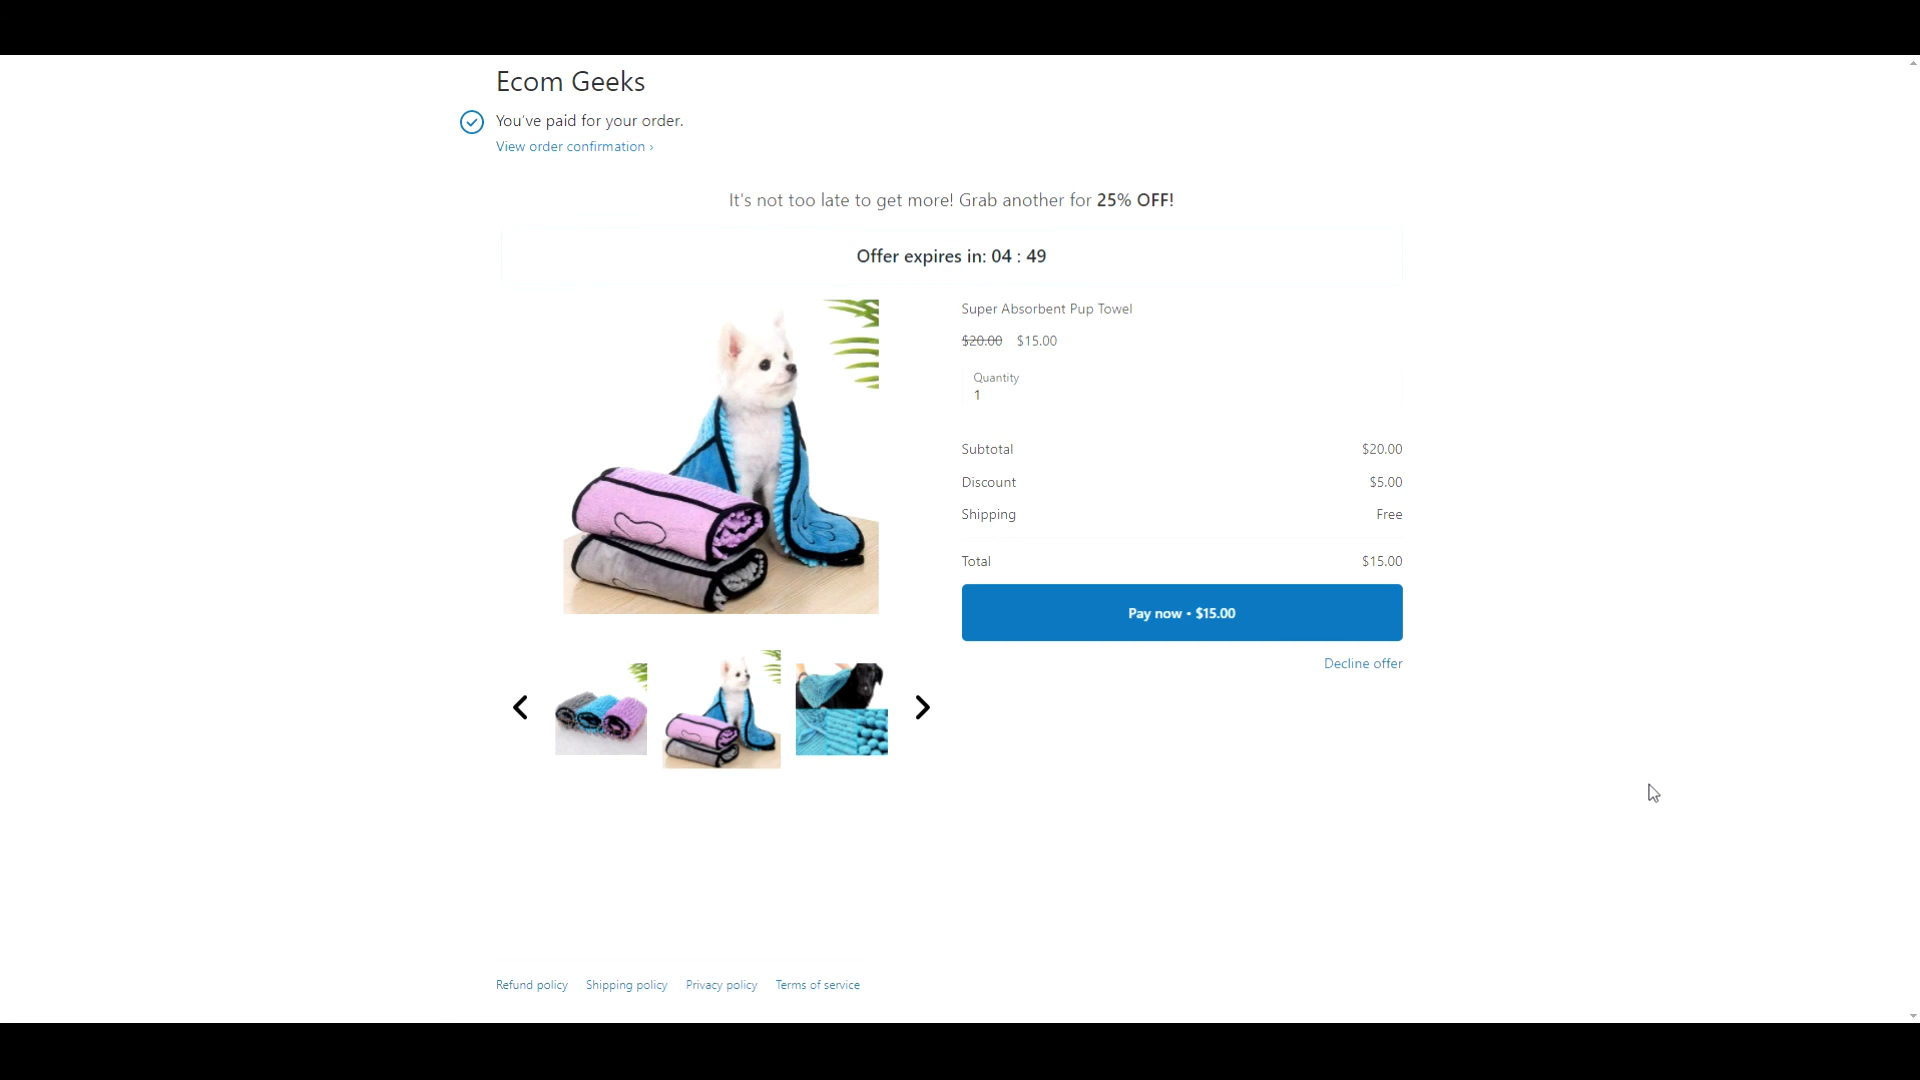 Ecom Geeks
You've paid for your order.
View order confirmation ›
It's not too late to get more! Grab another for 25% OFF!
Offer expires in: 04 : 49
Super Absorbent Pup Towel
$20.00 $15.00
Quantity
1
Subtotal $20.00
Discount $5.00
Shipping Free
Total $15.00
Pay now • $15.00
Decline offer
Refund policy Shipping policy Privacy policy Terms of service